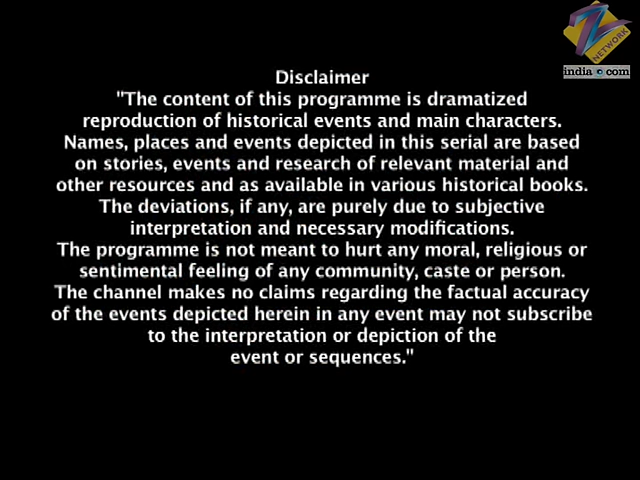 Z
NETWORK
india.com
Disclaimer
"The content of this programme is dramatized
reproduction of historical events and main characters.
Names, places and events depicted in this serial are based
on stories, events and research of relevant material and
other resources and as available in various historical books.
The deviations, if any, are purely due to subjective
interpretation and necessary modifications.
The programme is not meant to hurt any moral, religious or
sentimental feeling of any community, caste or person.
The channel makes no claims regarding the factual accuracy
of the events depicted herein in any event may not subscribe
to the interpretation or depiction of the
event or sequences."